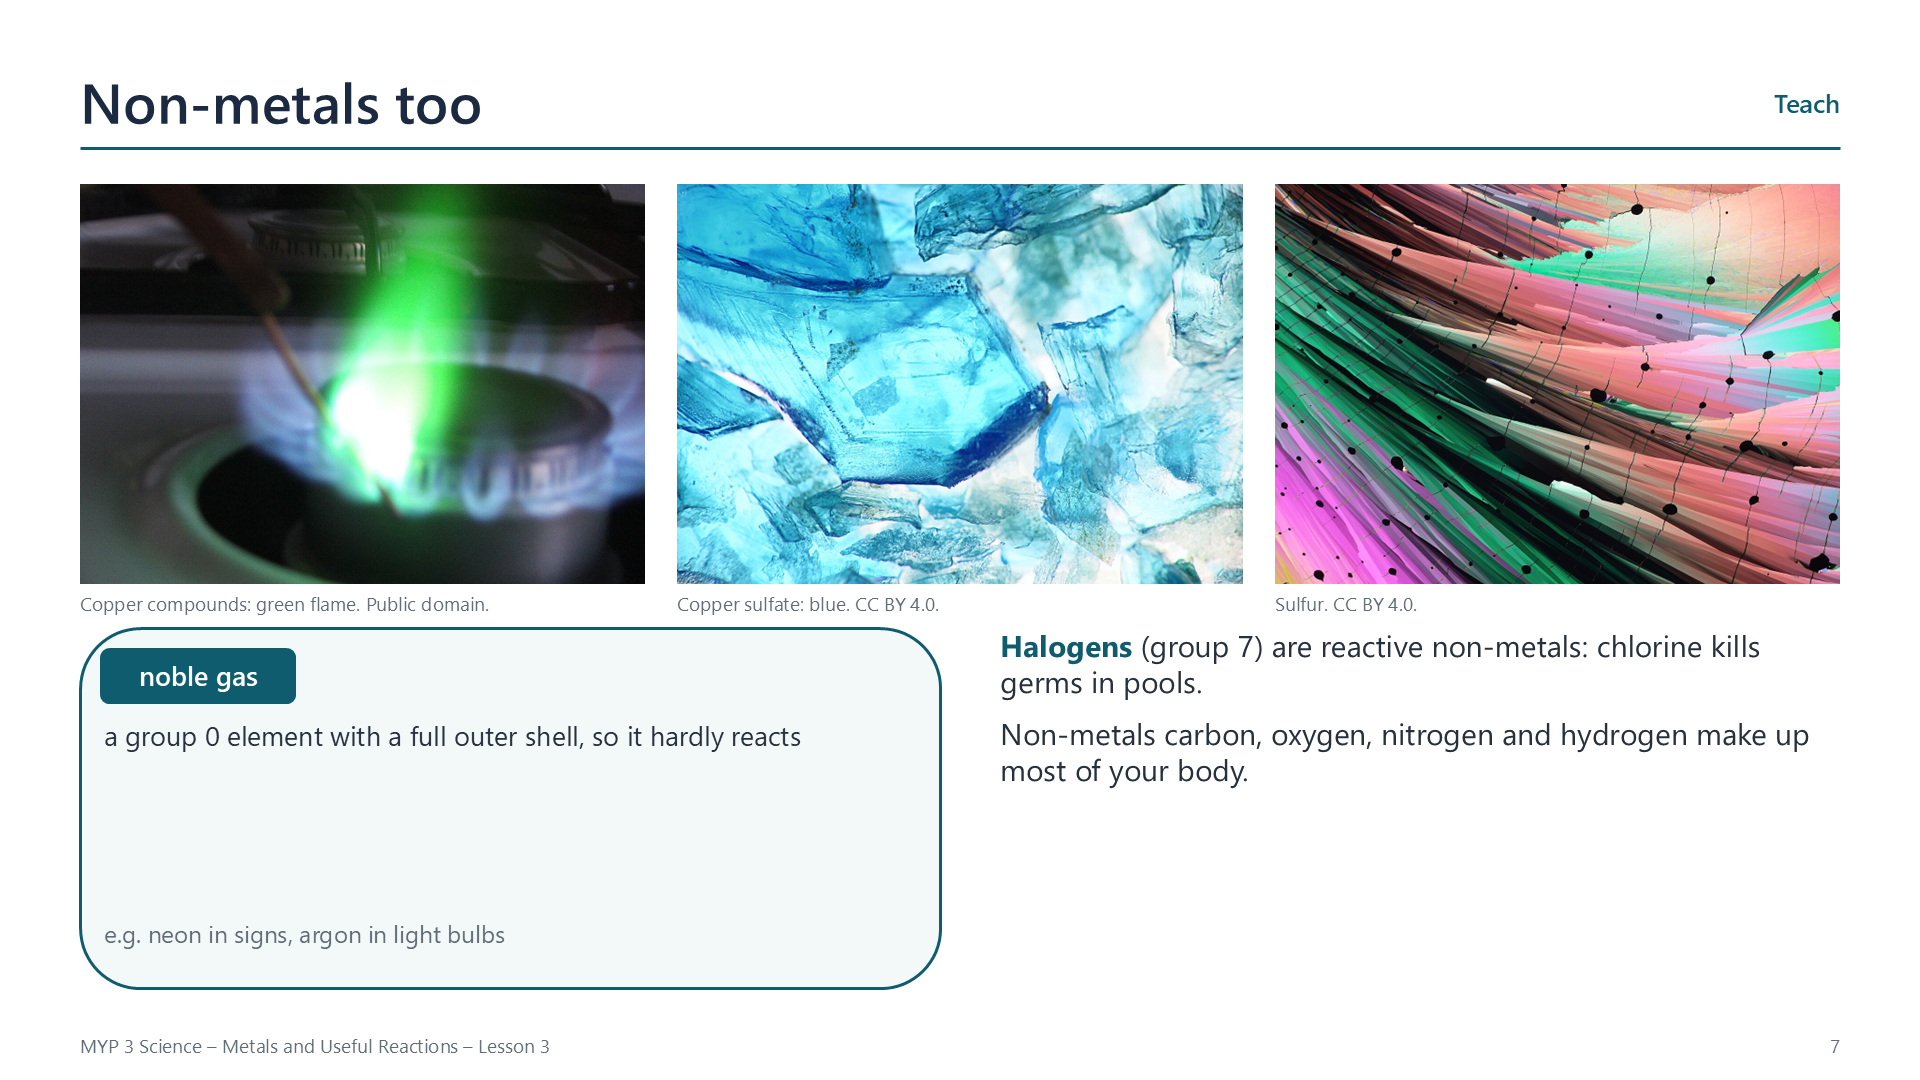 Non-metals too
Teach
Copper compounds: green flame. Public domain.
Copper sulfate: blue. CC BY 4.0.
Sulfur. CC BY 4.0.
noble gas
a group 0 element with a full outer shell, so it hardly reacts
e.g. neon in signs, argon in light bulbs
Halogens (group 7) are reactive non-metals: chlorine kills
germs in pools.
Non-metals carbon, oxygen, nitrogen and hydrogen make up
most of your body.
MYP 3 Science – Metals and Useful Reactions – Lesson 3
7